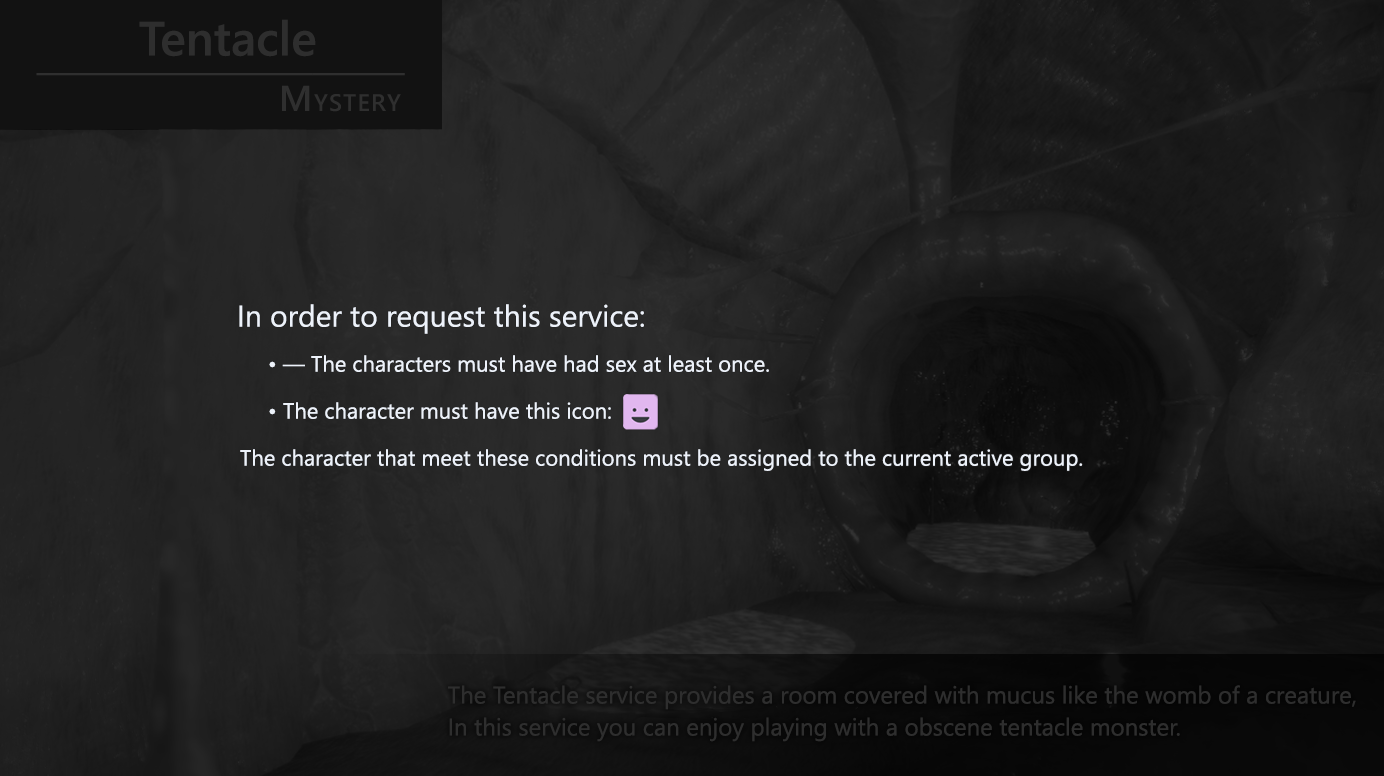 Tentacle
MYSTERY
In order to request this service:
• — The characters must have had sex at least once.
• The character must have this icon:
The character that meet these conditions must be assigned to the current active group.
The Tentacle service provides a room covered with mucus like the womb of a creature,
In this service you can enjoy playing with a obscene tentacle monster.